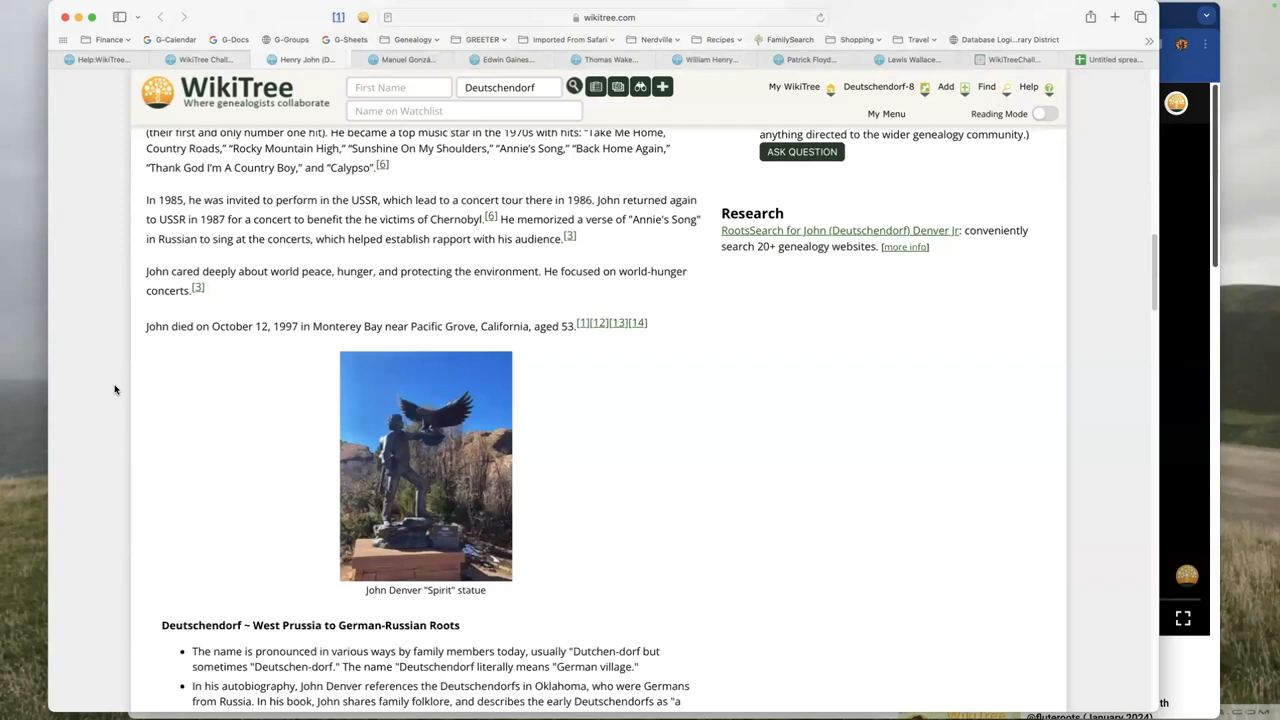 [1]
wikitree.com
Finance
G-Calendar
G-Docs
G-Groups
G-Sheets
Genealogy
GREETER
Imported From Safari
Nerdville
Recipes
FamilySearch
Shopping
Travel
Database Logi...rary District
Help:WikiTree...
WikiTree Chall...
Henry John (D...
Manuel Gonzá...
Edwin Gaines...
Thomas Wake...
William Henry...
Patrick Floyd...
Lewis Wallace...
WikiTreeChall...
Untitled sprea...
WikiTree
Where genealogists collaborate
First Name
Deutschendorf
Name on Watchlist
My WikiTree
Deutschendorf-8
Add
Find
Help
My Menu
Reading Mode
(their first and only number one hit). He became a top music star in the 1970s with hits: “Take Me Home,
Country Roads,” “Rocky Mountain High,” “Sunshine On My Shoulders,” “Annie’s Song,” “Back Home Again,”
“Thank God I’m A Country Boy,” and “Calypso”.[6]
In 1985, he was invited to perform in the USSR, which lead to a concert tour there in 1986. John returned again
to USSR in 1987 for a concert to benefit the he victims of Chernobyl.[6] He memorized a verse of "Annie's Song"
in Russian to sing at the concerts, which helped establish rapport with his audience.[3]
John cared deeply about world peace, hunger, and protecting the environment. He focused on world-hunger
concerts.[3]
John died on October 12, 1997 in Monterey Bay near Pacific Grove, California, aged 53.[1][12][13][14]
John Denver "Spirit" statue
Deutschendorf ~ West Prussia to German-Russian Roots
• The name is pronounced in various ways by family members today, usually "Dutchen-dorf but
sometimes "Deutschen-dorf." The name "Deutschendorf literally means "German village."
• In his autobiography, John Denver references the Deutschendorfs in Oklahoma, who were Germans
from Russia. In his book, John shares family folklore, and describes the early Deutschendorfs as "a
anything directed to the wider genealogy community.)
ASK QUESTION
Research
RootsSearch for John (Deutschendorf) Denver Jr: conveniently
search 20+ genealogy websites. [more info]
th
WikiTree
@fluteroots (January 2024)